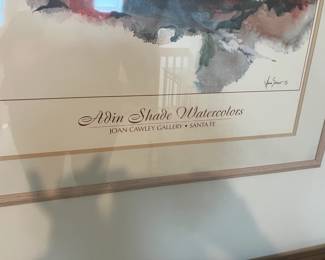 Adin Shade Watercolors
JOAN CAWLEY GALLERY • SANTA FE